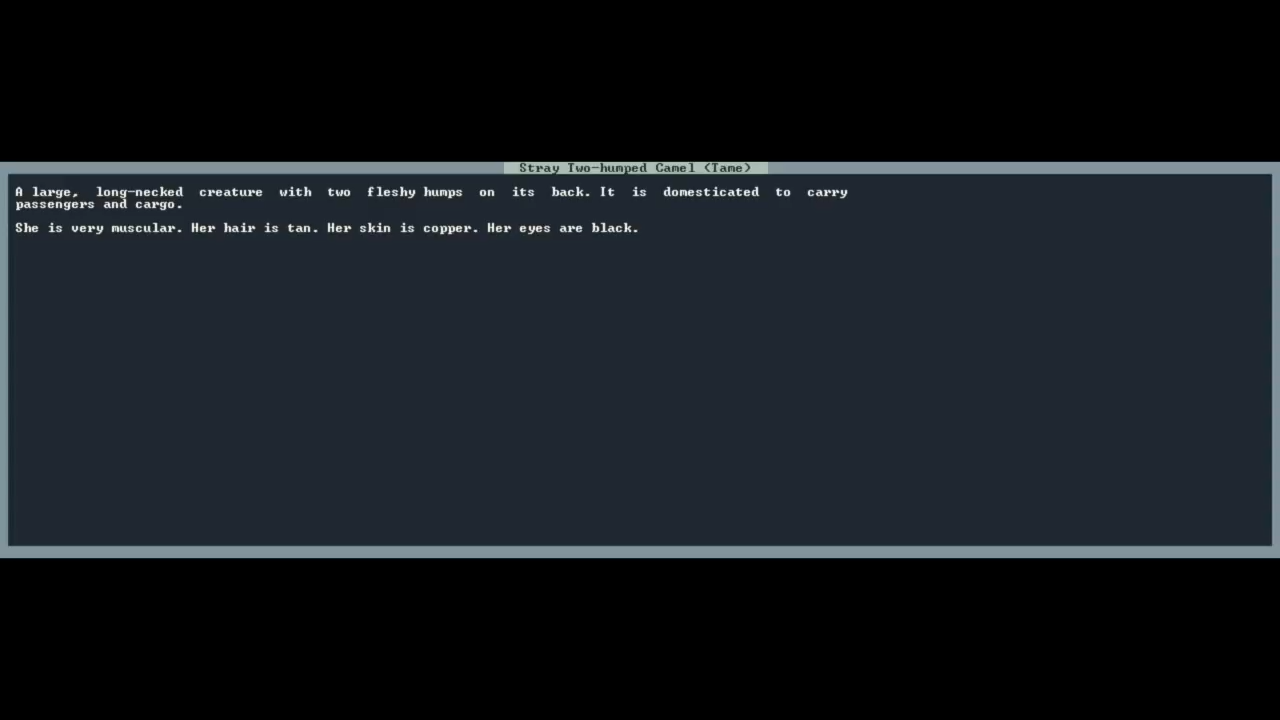 Stray Two-humped Camel (Tame)
A large, long-necked creature with two fleshy humps on its back. It is domesticated to carry
passengers and cargo.
She is very muscular. Her hair is tan. Her skin is copper. Her eyes are black.